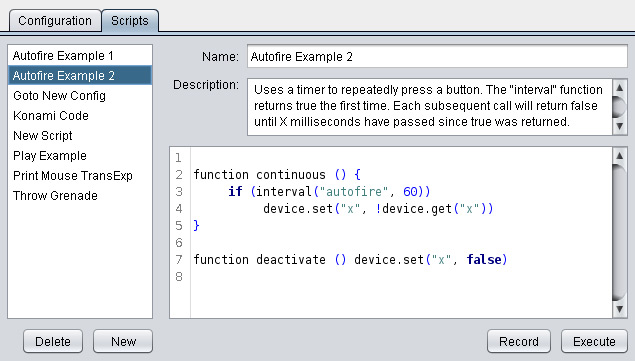 Configuration Scripts
Autofire Example 1
Autofire Example 2
Goto New Config
Konami Code
New Script
Play Example
Print Mouse TransExp
Throw Grenade
Name: Autofire Example 2
Description: Uses a timer to repeatedly press a button. The "interval" function
returns true the first time. Each subsequent call will return false
until X milliseconds have passed since true was returned.
1
2 function continuous () {
3 if (interval("autofire", 60))
4 device.set("x", !device.get("x"))
5 }
6
7 function deactivate () device.set("x", false)
8
Delete New Record Execute